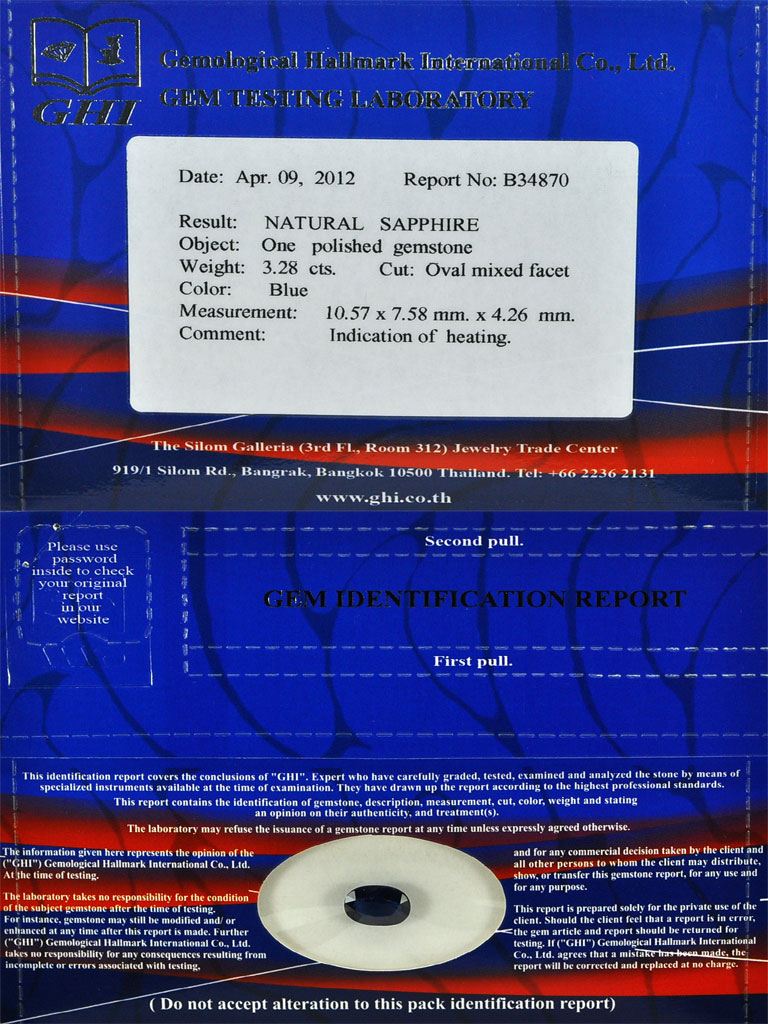 Gemological Hallmark International Co., Ltd.
GHI
GEM TESTING LABORATORY
Date: Apr. 09, 2012 Report No: B34870
Result: NATURAL SAPPHIRE
Object: One polished gemstone
Weight: 3.28 cts. Cut: Oval mixed facet
Color: Blue
Measurement: 10.57 x 7.58 mm. x 4.26 mm.
Comment: Indication of heating.
The Silom Galleria (3rd Fl., Room 312) Jewelry Trade Center
919/1 Silom Rd., Bangrak, Bangkok 10500 Thailand. Tel: +66 2236 2131
www.ghi.co.th
Please use
password
inside to check
your original
report
in our
website
Second pull.
GEM IDENTIFICATION REPORT
First pull.
This identification report covers the conclusions of "GHI". Expert who have carefully graded, tested, examined and analyzed the stone by means of
specialized instruments available at the time of examination. They have drawn up the report according to the highest professional standards.
This report contains the identification of gemstone, description, measurement, cut, color, weight and stating
an opinion on their authenticity, and treatment(s).
The laboratory may refuse the issuance of a gemstone report at any time unless expressly agreed otherwise.
The information given here represents the opinion of the
("GHI") Gemological Hallmark International Co., Ltd.
At the time of testing.
The laboratory takes no responsibility for the condition
of the subject gemstone after the time of testing.
For instance, gemstone may still be modified and/ or
enhanced at any time after this report is made. Further
("GHI") Gemological Hallmark International Co., Ltd.
takes no responsibility for any consequences resulting from
incomplete or errors associated with testing,
and for any commercial decision taken by the client and
all other persons to whom the client may distribute,
show, or transfer this gemstone report, for any use and
for any purpose.
This report is prepared solely for the private use of the
client. Should the client feel that a report is in error,
the gem article and report should be returned for
testing. If ("GHI") Gemological Hallmark International
Co., Ltd. agrees that a mistake has been made, the
report will be corrected and replaced at no charge.
( Do not accept alteration to this pack identification report)